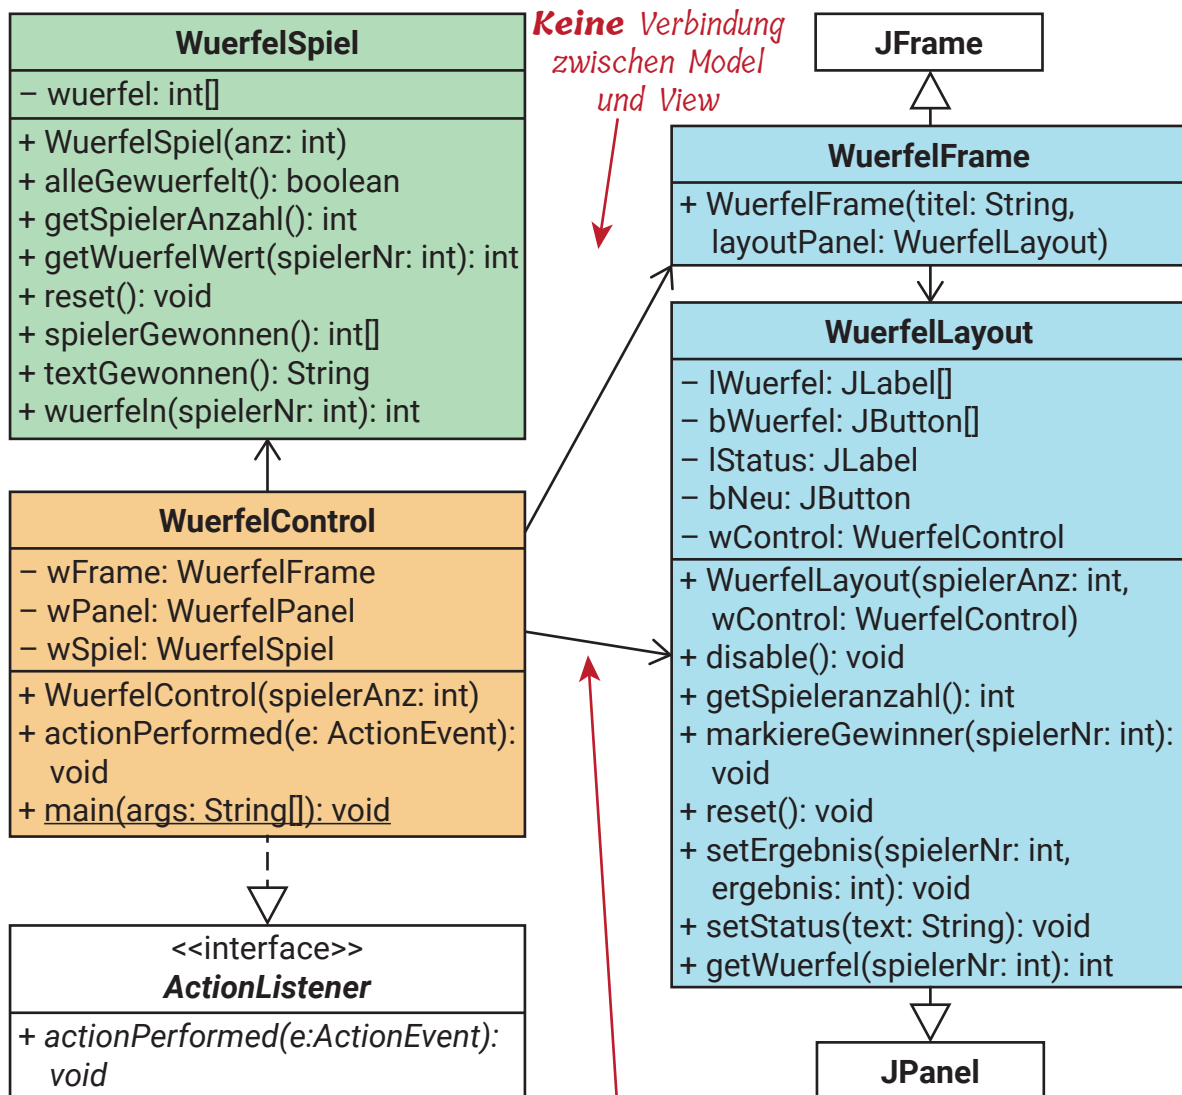 WuerfelSpiel
– wuerfel: int[]
+ WuerfelSpiel(anz: int)
+ alleGewuerfelt(): boolean
+ getSpielerAnzahl(): int
+ getWuerfelWert(spielerNr: int): int
+ reset(): void
+ spielerGewonnen(): int[]
+ textGewonnen(): String
+ wuerfeln(spielerNr: int): int
Keine Verbindung
zwischen Model
und View
JFrame
WuerfelFrame
+ WuerfelFrame(titel: String,
layoutPanel: WuerfelLayout)
WuerfelLayout
– lWuerfel: JLabel[]
– bWuerfel: JButton[]
– lStatus: JLabel
– bNeu: JButton
– wControl: WuerfelControl
+ WuerfelLayout(spielerAnz: int,
wControl: WuerfelControl)
+ disable(): void
+ getSpieleranzahl(): int
+ markiereGewinner(spielerNr: int):
void
+ reset(): void
+ setErgebnis(spielerNr: int,
ergebnis: int): void
+ setStatus(text: String): void
+ getWuerfel(spielerNr: int): int
JPanel
WuerfelControl
– wFrame: WuerfelFrame
– wPanel: WuerfelPanel
– wSpiel: WuerfelSpiel
+ WuerfelControl(spielerAnz: int)
+ actionPerformed(e: ActionEvent):
void
+ main(args: String[]): void
<<interface>>
ActionListener
+ actionPerformed(e:ActionEvent):
void